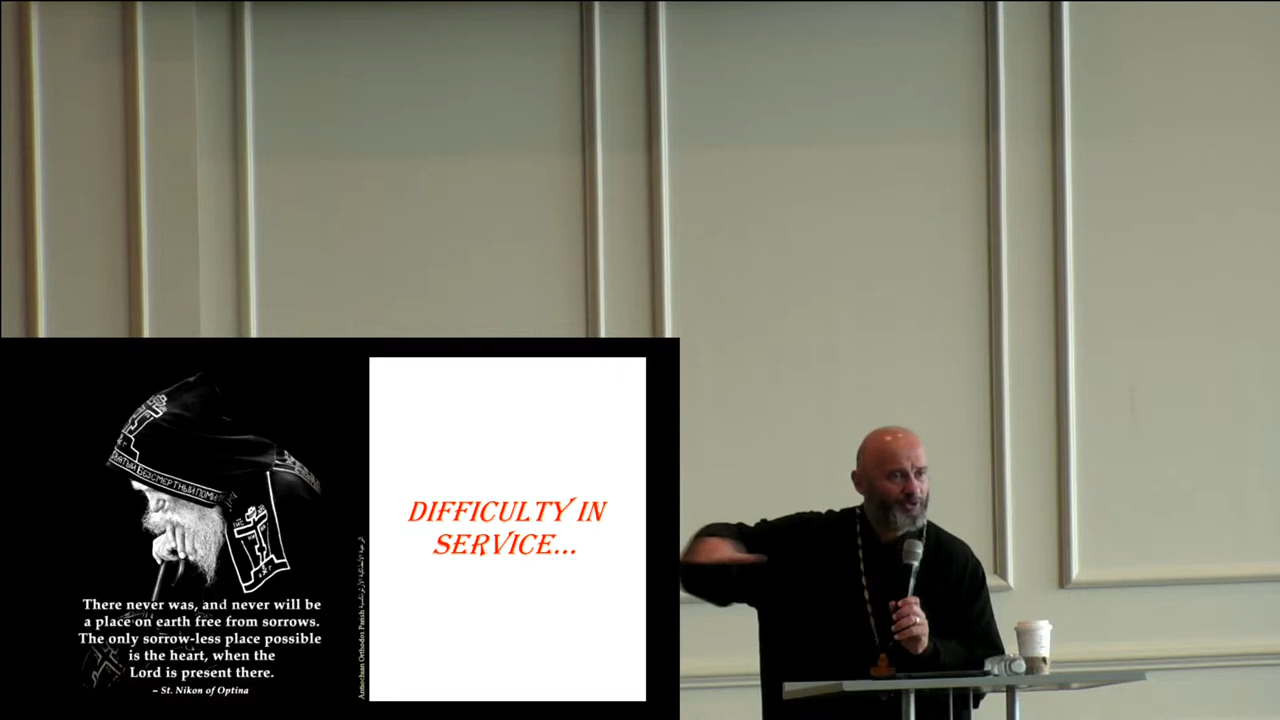 БЕЗСМЕРТНЫЙ ПОМИ
There never was, and never will be
a place on earth free from sorrows.
The only sorrow-less place possible
is the heart, when the
Lord is present there.
~ St. Nikon of Optina
Antiochian Orthodox Parish
DIFFICULTY IN
SERVICE...